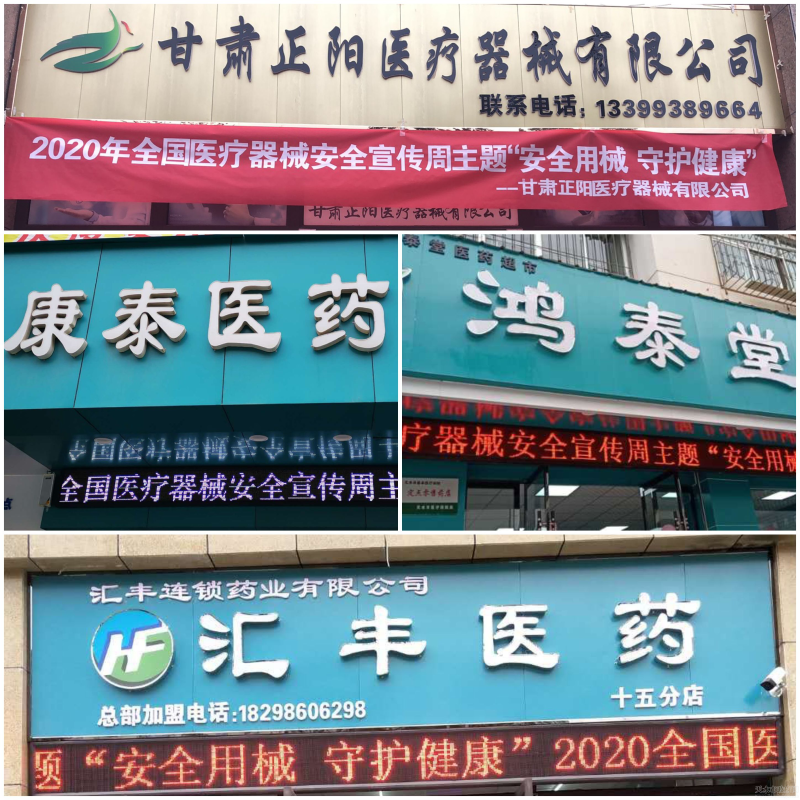 甘肃正阳医疗器械有限公司
联系电话：13399389664
2020年全国医疗器械安全宣传周主题“安全用械 守护健康”
--甘肃正阳医疗器械有限公司
甘肃正阳医疗器械有限公司
康泰医药
全国医疗器械安全宣传周主
泰堂医药超市
鸿泰堂
疗器械安全宣传周主题“安全用械
汇丰连锁药业有限公司
HF
汇丰医药
总部加盟电话:18298606298
十五分店
题“安全用械 守护健康”2020全国医